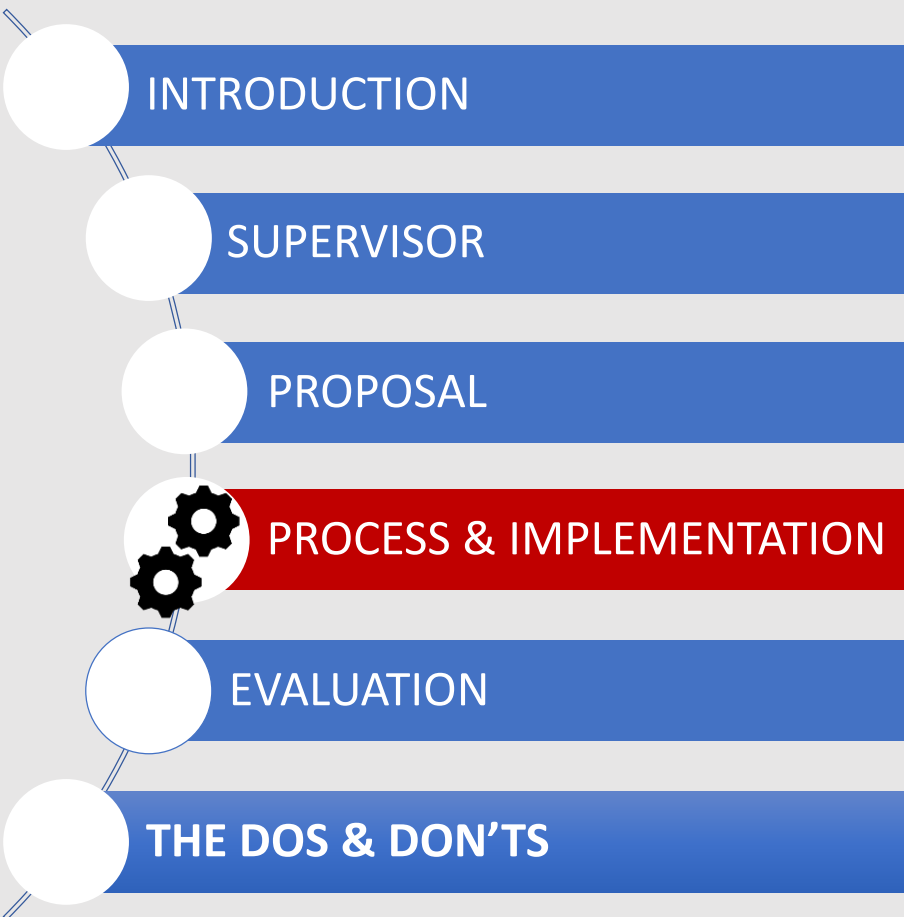 INTRODUCTION
SUPERVISOR
PROPOSAL
PROCESS & IMPLEMENTATION
EVALUATION
THE DOS & DON’TS